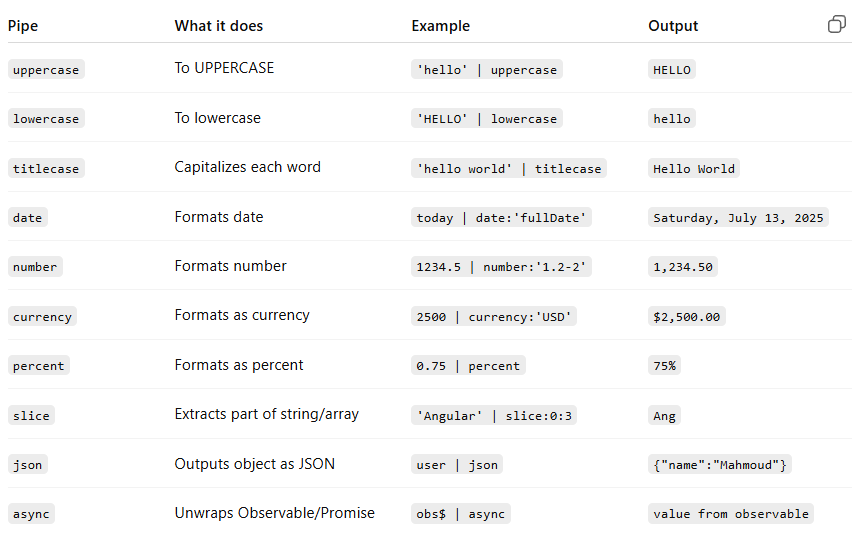 Pipe What it does Example Output
uppercase To UPPERCASE 'hello' | uppercase HELLO
lowercase To lowercase 'HELLO' | lowercase hello
titlecase Capitalizes each word 'hello world' | titlecase Hello World
date Formats date today | date:'fullDate' Saturday, July 13, 2025
number Formats number 1234.5 | number:'1.2-2' 1,234.50
currency Formats as currency 2500 | currency:'USD' $2,500.00
percent Formats as percent 0.75 | percent 75%
slice Extracts part of string/array 'Angular' | slice:0:3 Ang
json Outputs object as JSON user | json {"name":"Mahmoud"}
async Unwraps Observable/Promise obs$ | async value from observable